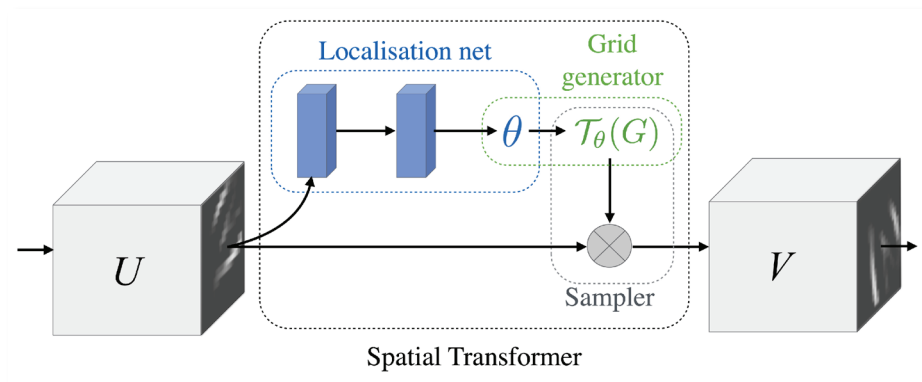 Localisation net
Grid
generator
θ
𝒯θ(G)
U
V
Sampler
Spatial Transformer